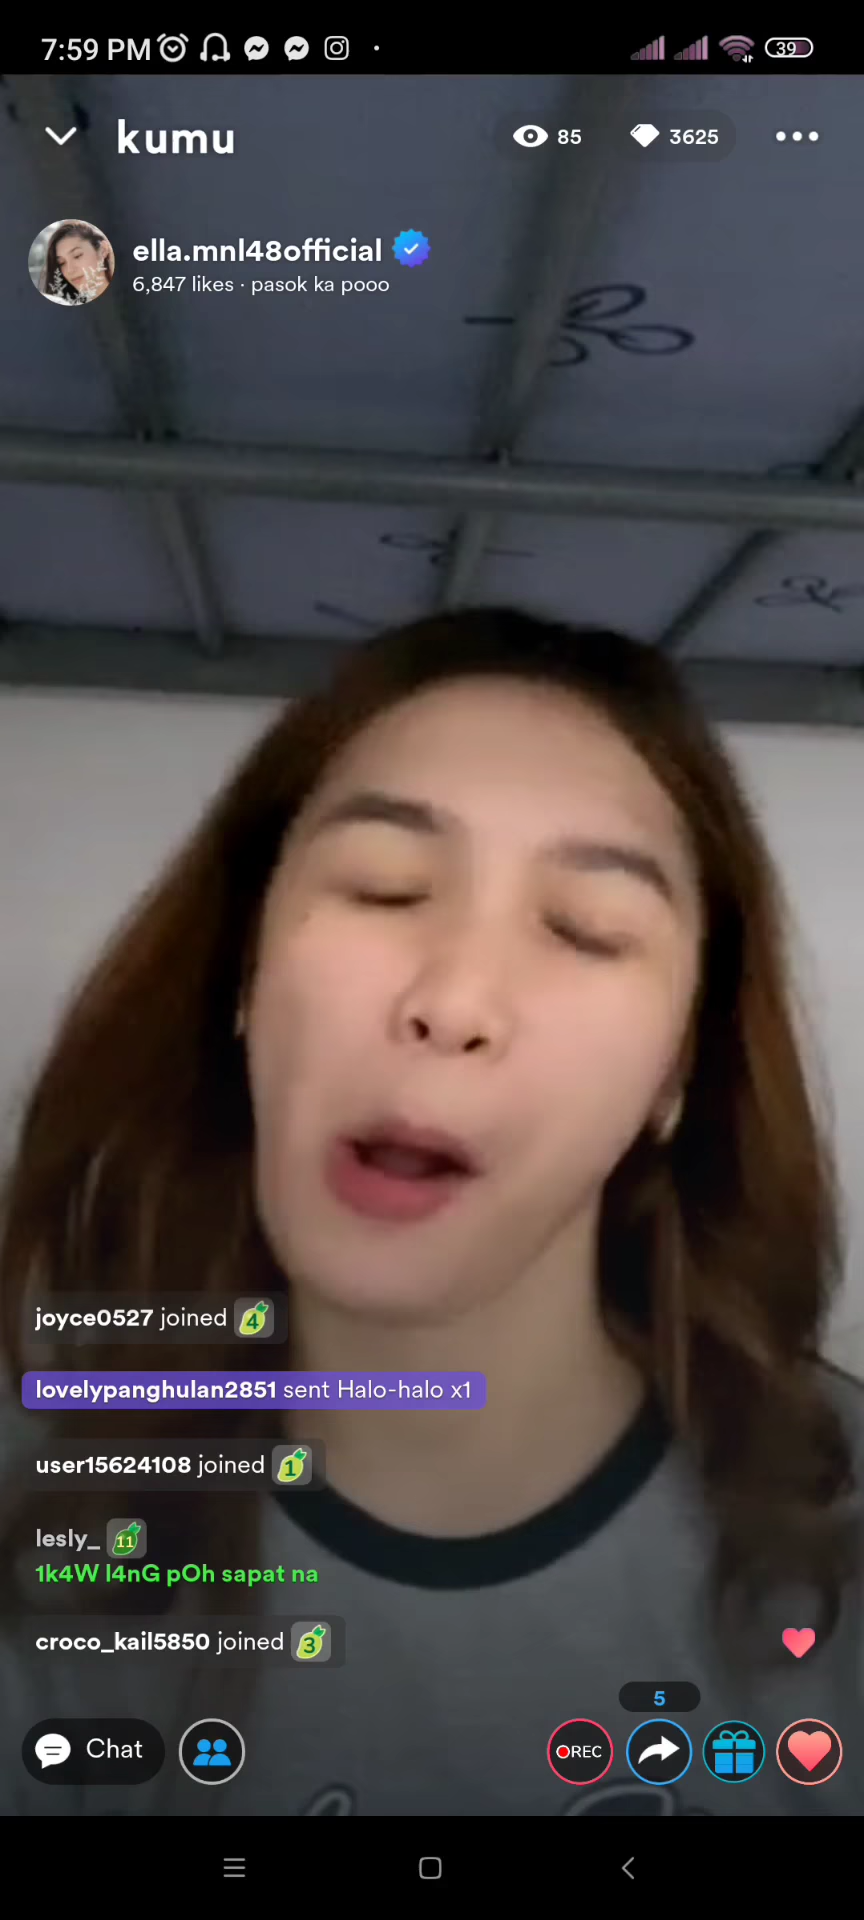 7:59 PM
39
kumu
85
3625
ella.mnl48official
6,847 likes · pasok ka pooo
joyce0527 joined 4
lovelypanghulan2851 sent Halo-halo x1
user15624108 joined 1
lesly_ 11
1k4W l4nG pOh sapat na
croco_kail5850 joined 3
5
Chat
REC